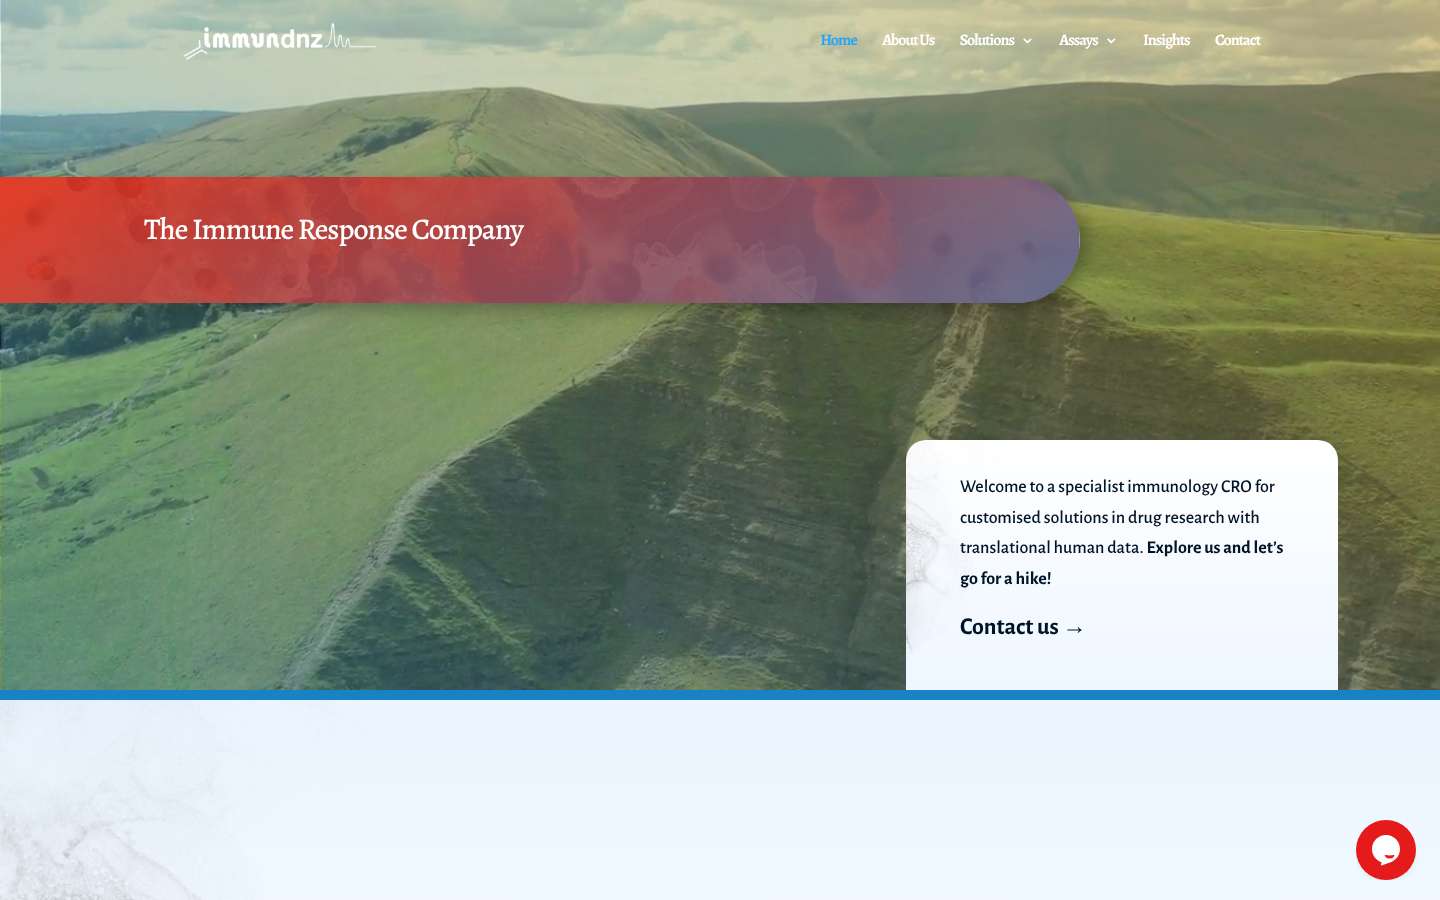 immundnz
Home
About Us
Solutions
Assays
Insights
Contact
The Immune Response Company
Welcome to a specialist immunology CRO for
customised solutions in drug research with
translational human data. Explore us and let's
go for a hike!
Contact us →